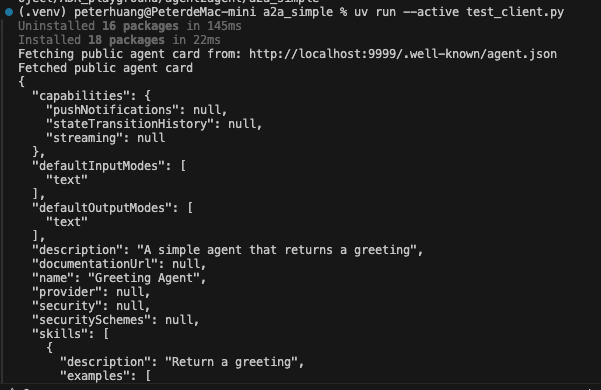 (.venv) peterhuang@PeterdeMac-mini a2a_simple % uv run --active test_client.py
Uninstalled 16 packages in 145ms
Installed 18 packages in 22ms
Fetching public agent card from: http://localhost:9999/.well-known/agent.json
Fetched public agent card
{
  "capabilities": {
    "pushNotifications": null,
    "stateTransitionHistory": null,
    "streaming": null
  },
  "defaultInputModes": [
    "text"
  ],
  "defaultOutputModes": [
    "text"
  ],
  "description": "A simple agent that returns a greeting",
  "documentationUrl": null,
  "name": "Greeting Agent",
  "provider": null,
  "security": null,
  "securitySchemes": null,
  "skills": [
    {
      "description": "Return a greeting",
      "examples": [